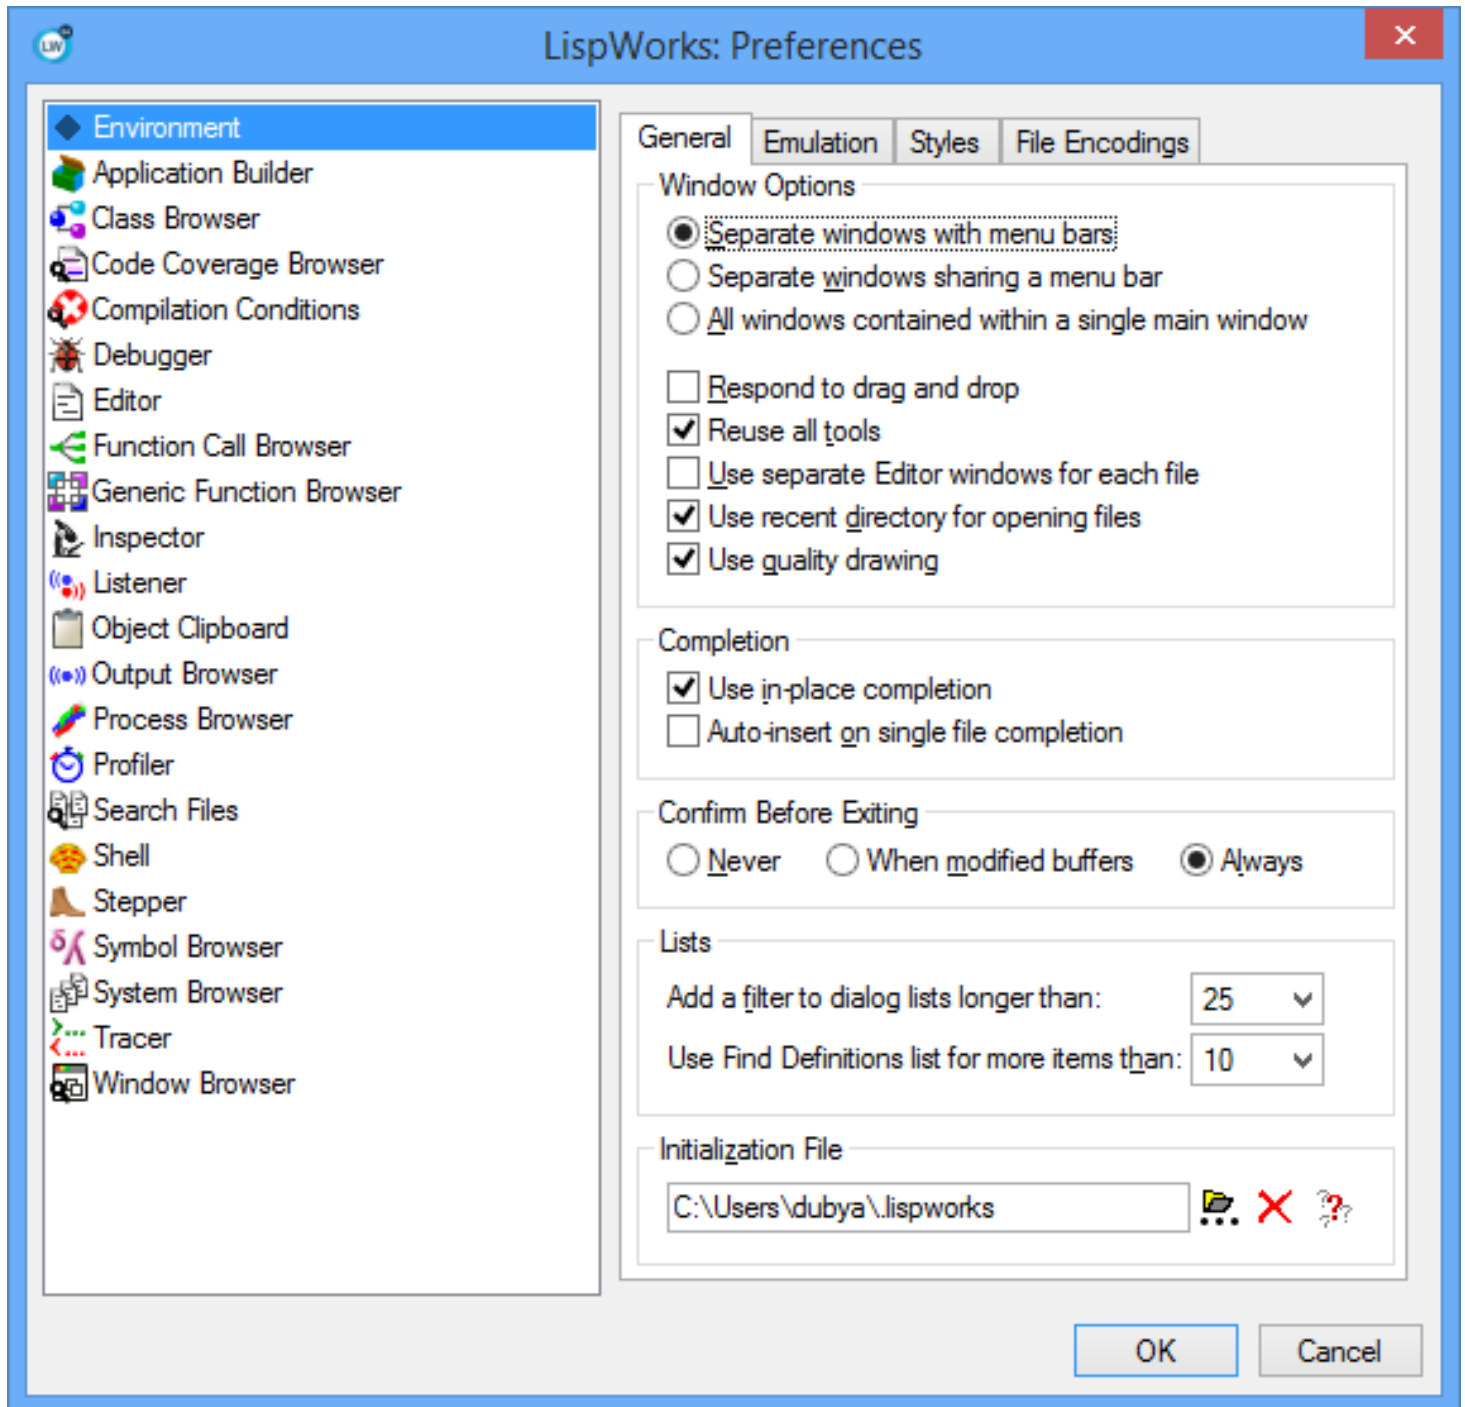 LW
LispWorks: Preferences
Environment
Application Builder
Class Browser
Code Coverage Browser
Compilation Conditions
Debugger
Editor
Function Call Browser
Generic Function Browser
Inspector
Listener
Object Clipboard
Output Browser
Process Browser
Profiler
Search Files
Shell
Stepper
Symbol Browser
System Browser
Tracer
Window Browser
General Emulation Styles File Encodings
Window Options
Separate windows with menu bars
Separate windows sharing a menu bar
All windows contained within a single main window
Respond to drag and drop
Reuse all tools
Use separate Editor windows for each file
Use recent directory for opening files
Use quality drawing
Completion
Use in-place completion
Auto-insert on single file completion
Confirm Before Exiting
Never When modified buffers Always
Lists
Add a filter to dialog lists longer than: 25
Use Find Definitions list for more items than: 10
Initialization File
C:\Users\dubya\.lispworks
OK Cancel